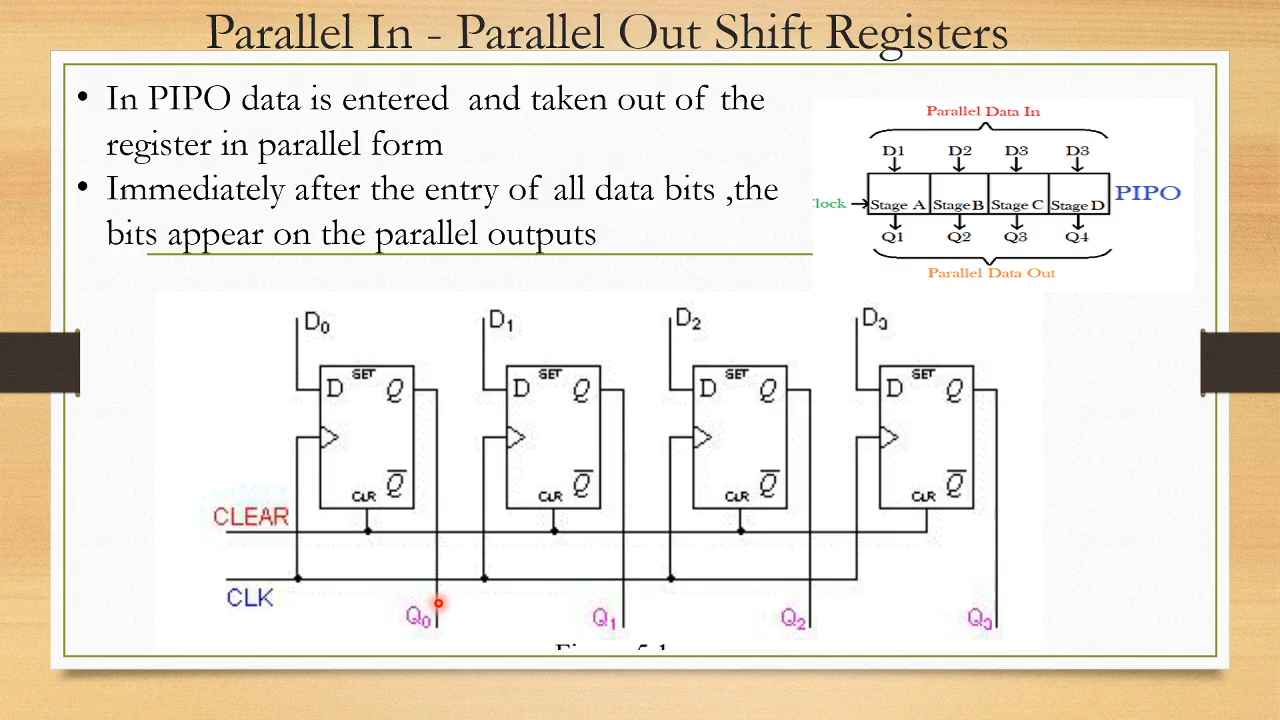 Parallel In - Parallel Out Shift Registers
• In PIPO data is entered and taken out of the
register in parallel form
• Immediately after the entry of all data bits ,the
bits appear on the parallel outputs
Parallel Data In
D1 D2 D3 D3
lock Stage A Stage B Stage C Stage D PIPO
Q1 Q2 Q3 Q4
Parallel Data Out
D0 D1 D2 D3
SET SET SET SET
D Q D Q D Q D Q
CLR Q̅ CLR Q̅ CLR Q̅ CLR Q̅
CLEAR
CLK
Q0 Q1 Q2 Q3